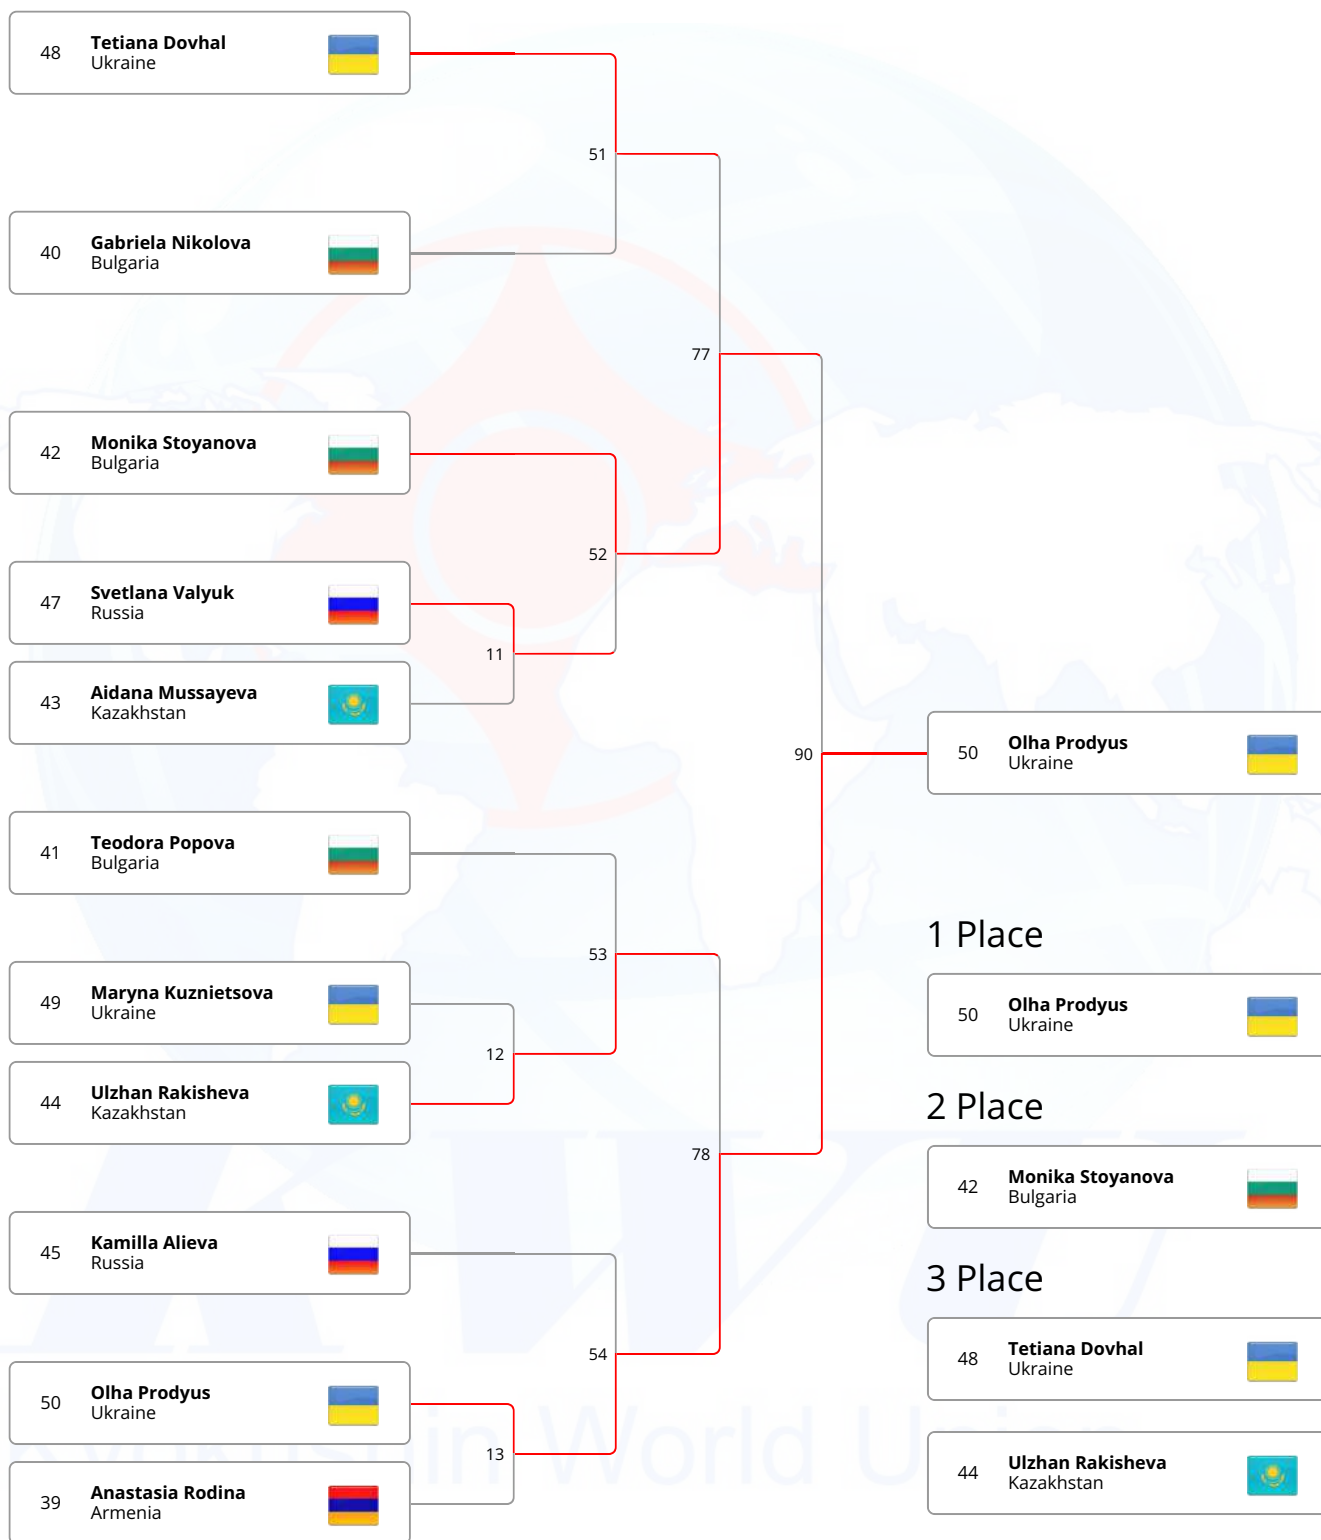 48
Tetiana Dovhal
Ukraine
51
40
Gabriela Nikolova
Bulgaria
77
42
Monika Stoyanova
Bulgaria
52
47
Svetlana Valyuk
Russia
11
43
Aidana Mussayeva
Kazakhstan
90
50
Olha Prodyus
Ukraine
41
Teodora Popova
Bulgaria
53
49
Maryna Kuznietsova
Ukraine
12
44
Ulzhan Rakisheva
Kazakhstan
78
45
Kamilla Alieva
Russia
54
50
Olha Prodyus
Ukraine
13
39
Anastasia Rodina
Armenia
1 Place
50
Olha Prodyus
Ukraine
2 Place
42
Monika Stoyanova
Bulgaria
3 Place
48
Tetiana Dovhal
Ukraine
44
Ulzhan Rakisheva
Kazakhstan
KWU
Kyokushin World Union